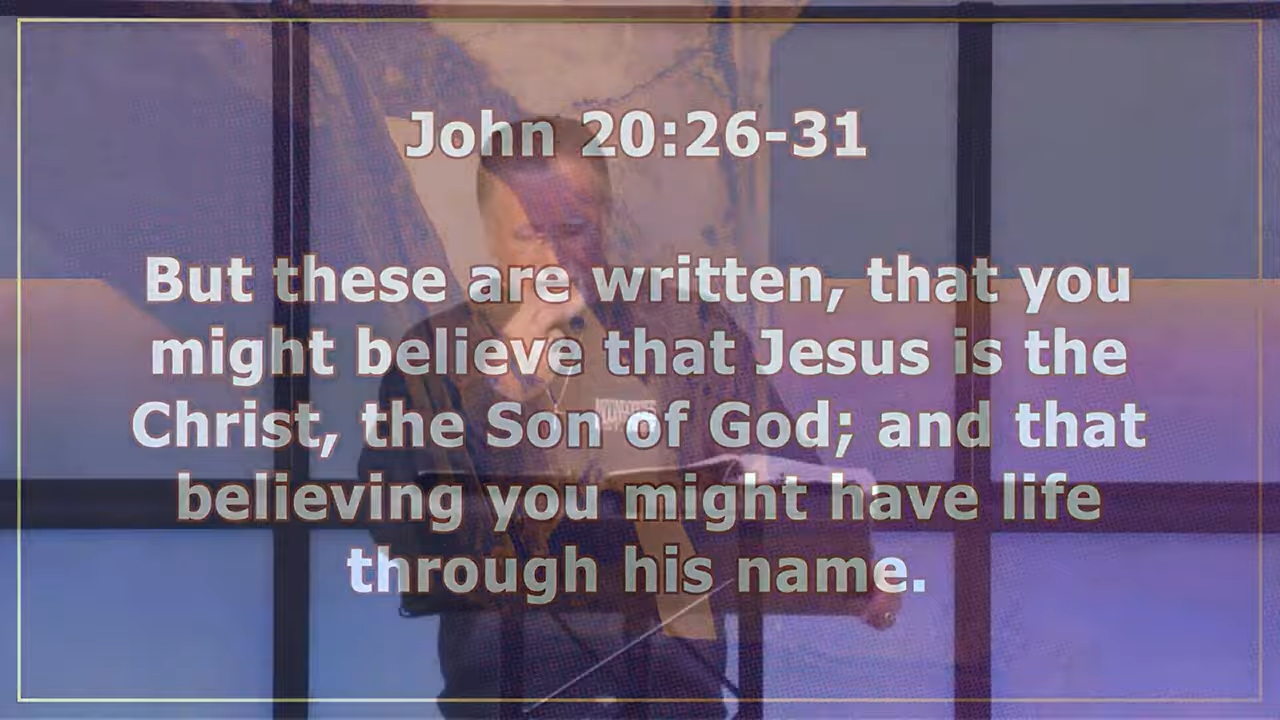 John 20:26-31
But these are written, that you
might believe that Jesus is the
Christ, the Son of God; and that
believing you might have life
through his name.